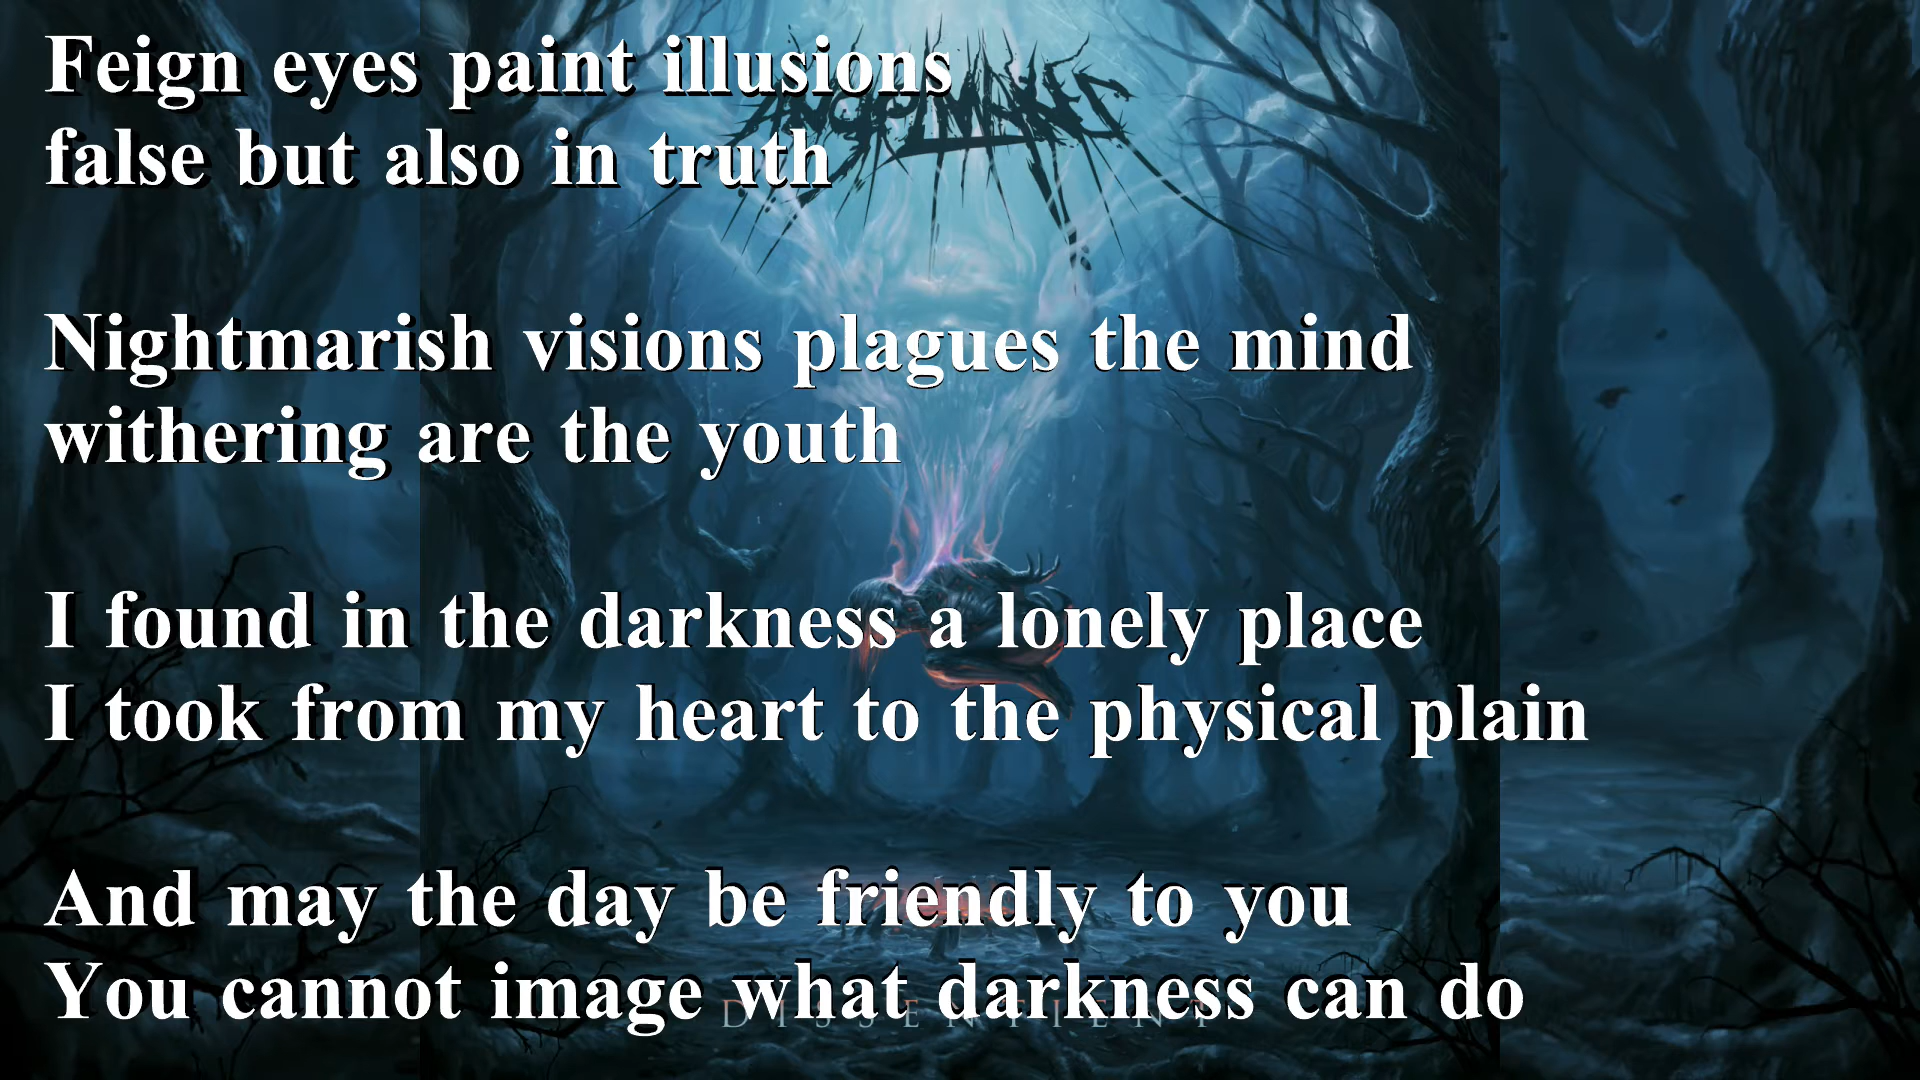 Feign eyes paint illusions
false but also in truth
Nightmarish visions plagues the mind
withering are the youth
I found in the darkness a lonely place
I took from my heart to the physical plain
And may the day be friendly to you
You cannot image what darkness can do
DISSENTIENT